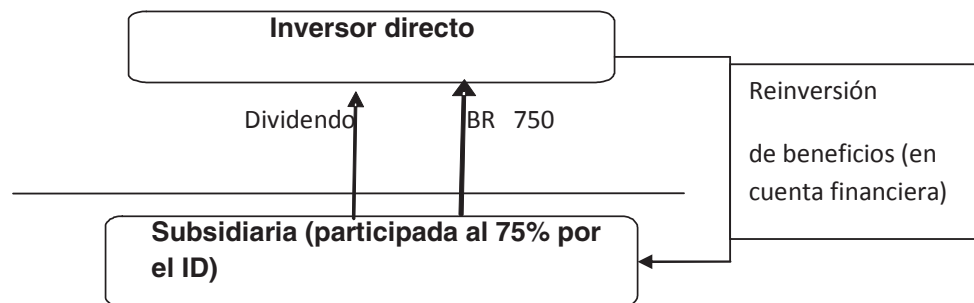 Inversor directo
Dividendo BR 750
Reinversión
de beneficios (en
cuenta financiera)
Subsidiaria (participada al 75% por
el ID)